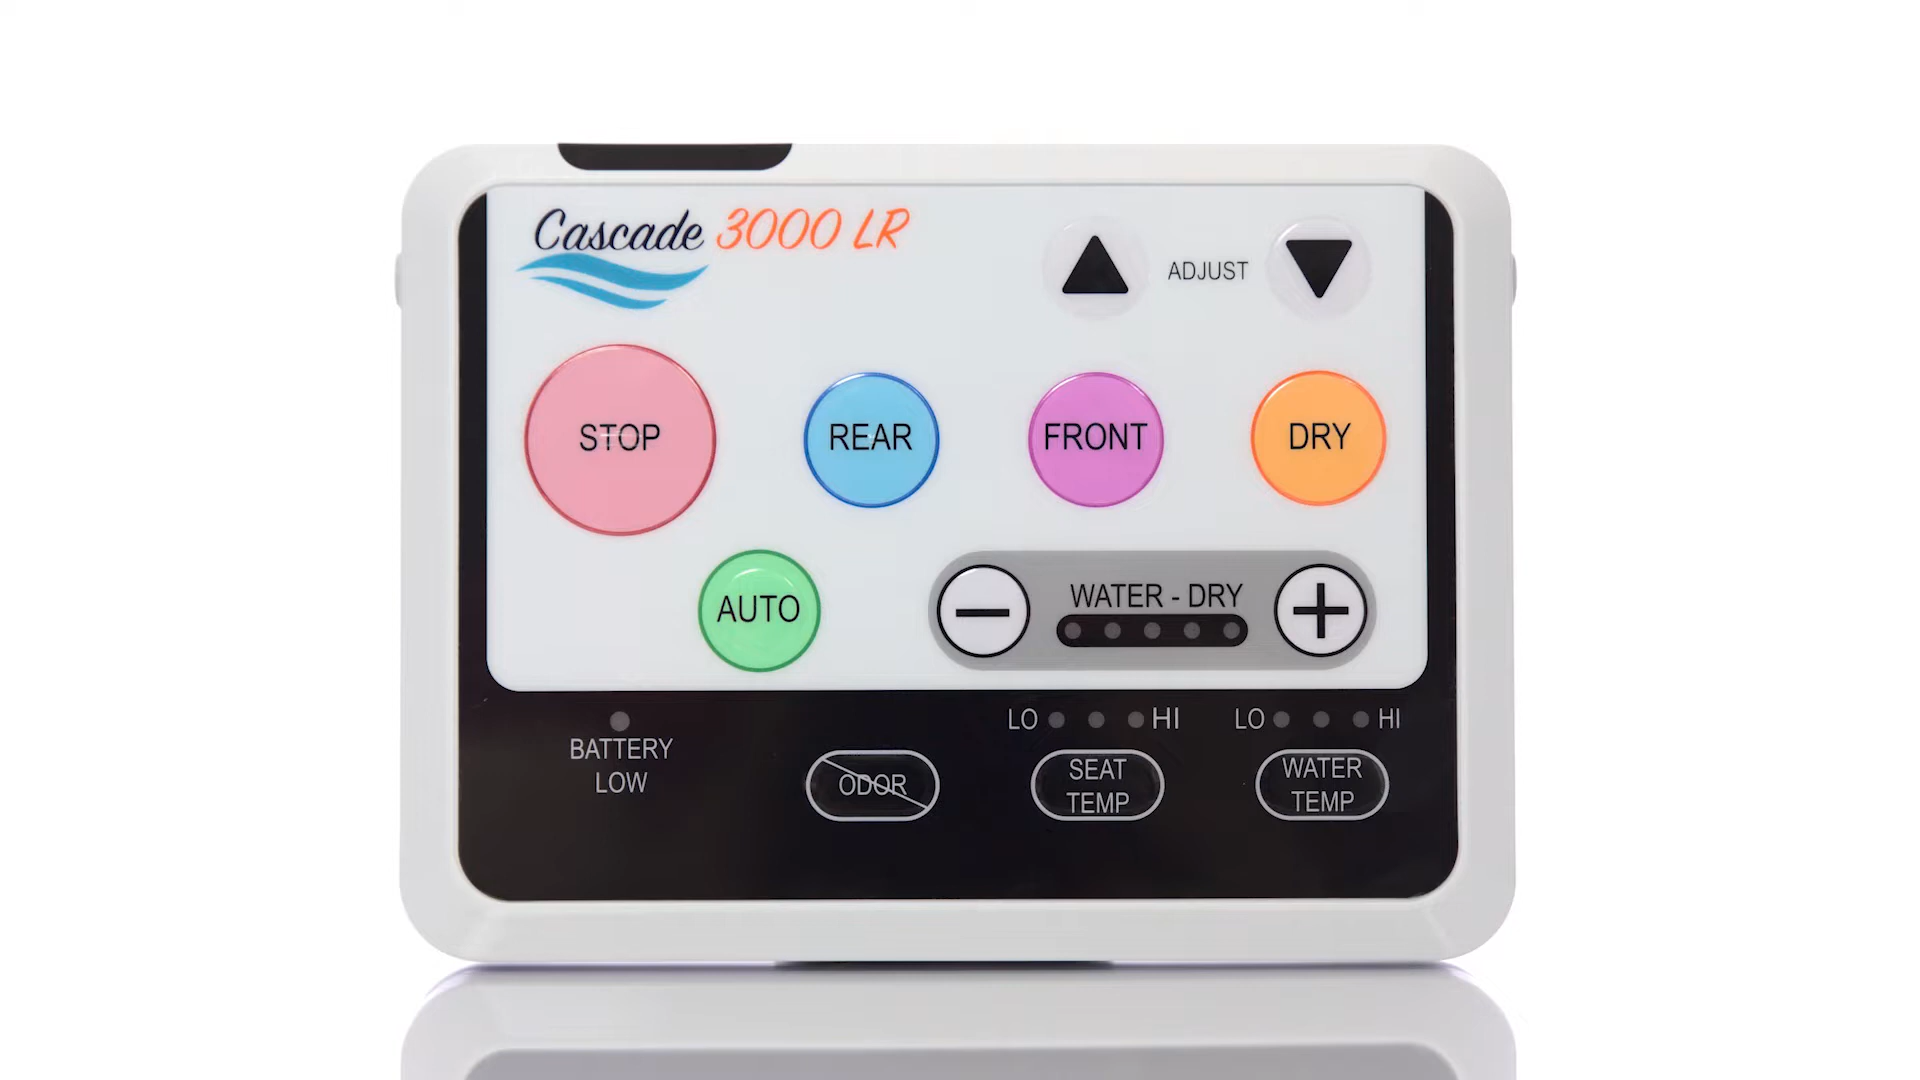 Cascade 3000 LR
ADJUST
STOP
REAR
FRONT
DRY
AUTO
WATER - DRY
LO
HI
LO
HI
BATTERY
LOW
ODOR
SEAT
TEMP
WATER
TEMP